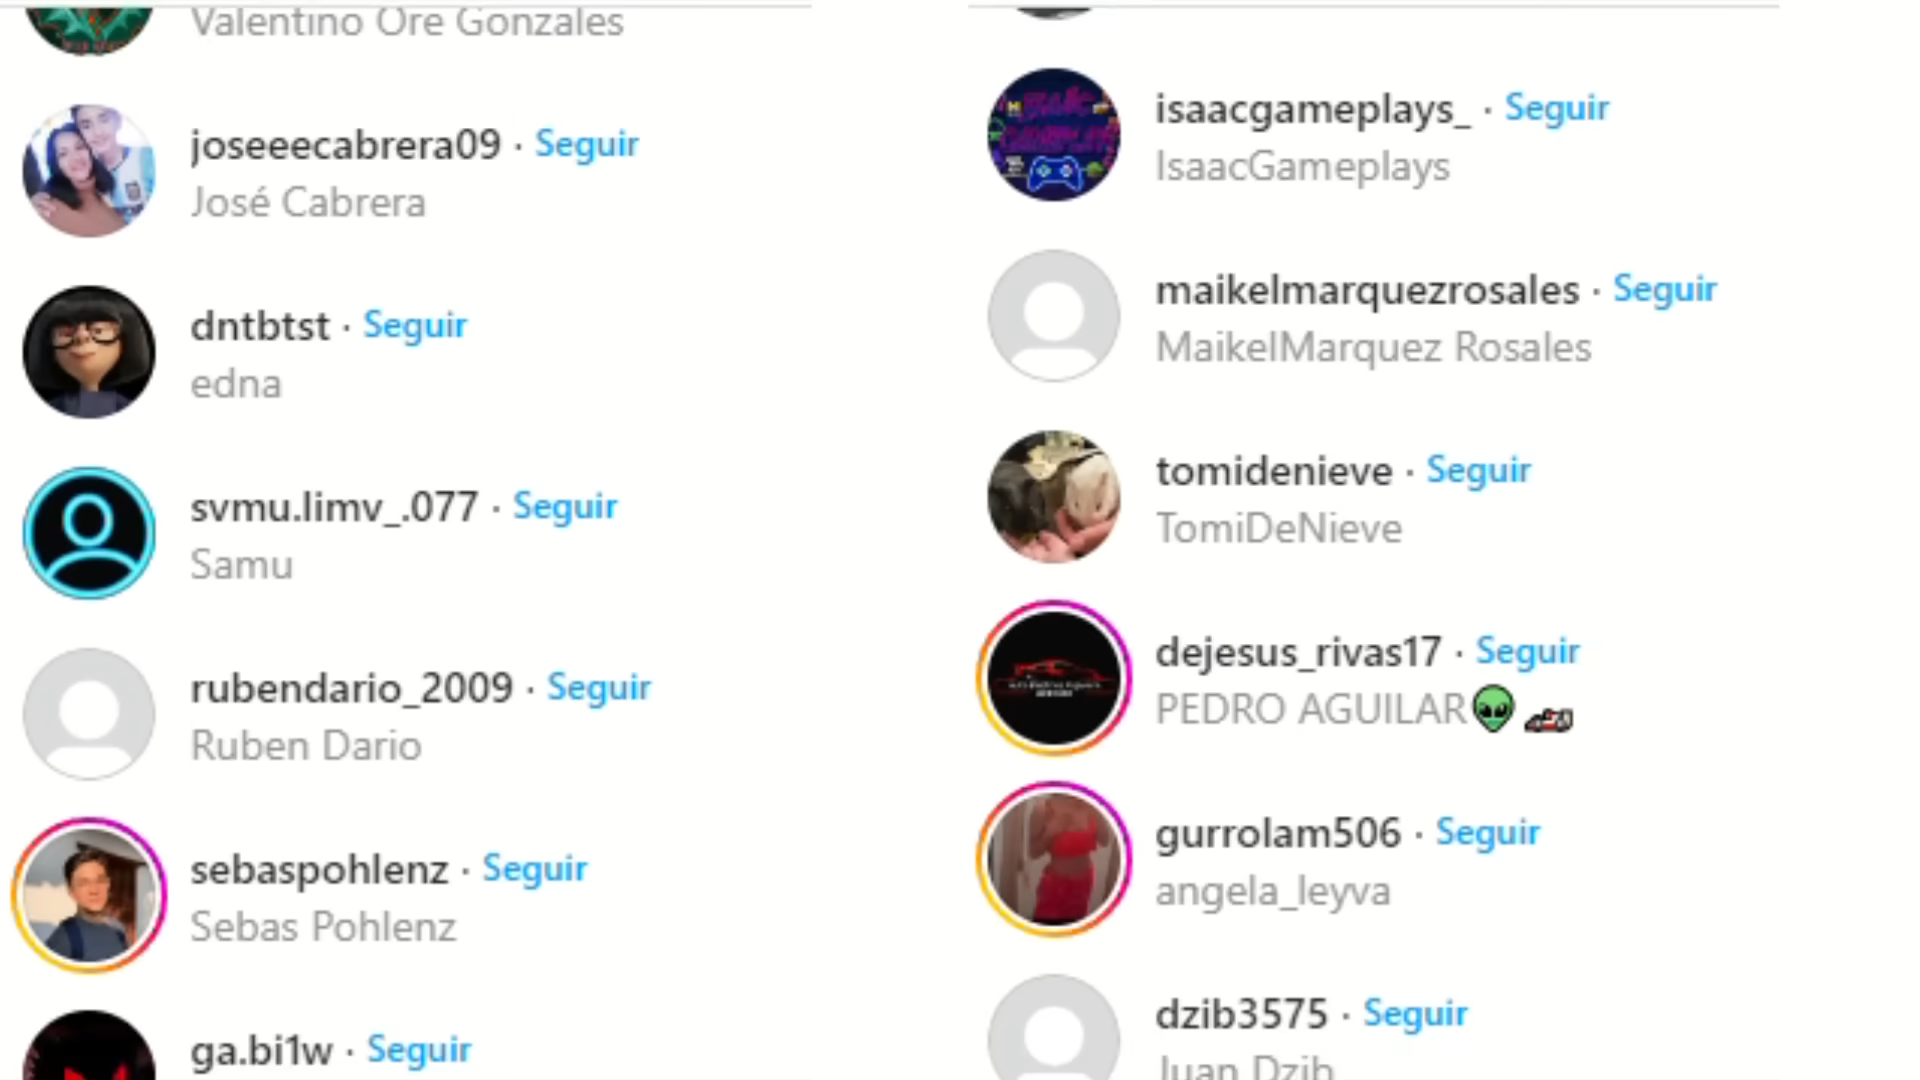 Valentino Ore Gonzales
joseeecabrera09 · Seguir
José Cabrera
dntbtst · Seguir
edna
svmu.limv_.077 · Seguir
Samu
rubendario_2009 · Seguir
Ruben Dario
sebaspohlenz · Seguir
Sebas Pohlenz
ga.bi1w · Seguir
isaacgameplays_ · Seguir
IsaacGameplays
maikelmarquezrosales · Seguir
MaikelMarquez Rosales
tomidenieve · Seguir
TomiDeNieve
dejesus_rivas17 · Seguir
PEDRO AGUILAR👽🏎️
gurrolam506 · Seguir
angela_leyva
dzib3575 · Seguir
Juan Dzib